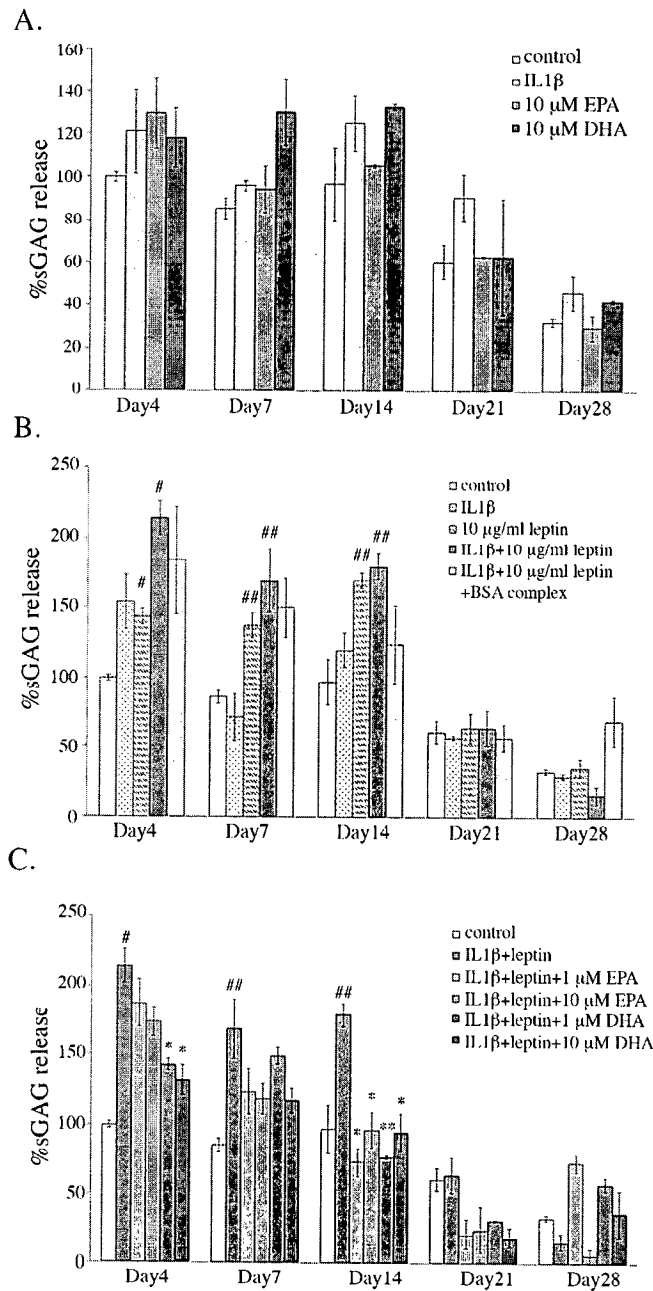 A.
160
140
120
100
80
60
40
20
0
%sGAG release
control
IL1β
10 μM EPA
10 μM DHA
Day4 Day7 Day14 Day21 Day28
B.
250
200
150
100
50
0
%sGAG release
# # ## ## ## ##
control
IL1β
10 μg/ml leptin
IL1β+10 μg/ml leptin
IL1β+10 μg/ml leptin
+BSA complex
Day4 Day7 Day14 Day21 Day28
C.
250
200
150
100
50
0
%sGAG release
# * * ## ## * * ** *
control
IL1β+leptin
IL1β+leptin+1 μM EPA
IL1β+leptin+10 μM EPA
IL1β+leptin+1 μM DHA
IL1β+leptin+10 μM DHA
Day4 Day7 Day14 Day21 Day28